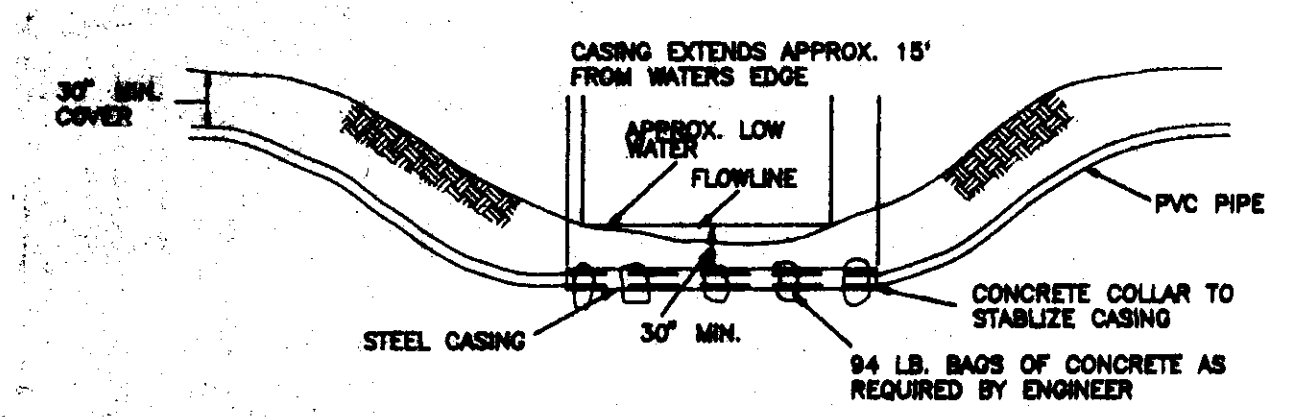 CASING EXTENDS APPROX. 15'
FROM WATERS EDGE
30" MIN.
COVER
APPROX. LOW
WATER
FLOWLINE
PVC PIPE
STEEL CASING
30" MIN.
CONCRETE COLLAR TO
STABLIZE CASING
94 LB. BAGS OF CONCRETE AS
REQUIRED BY ENGINEER